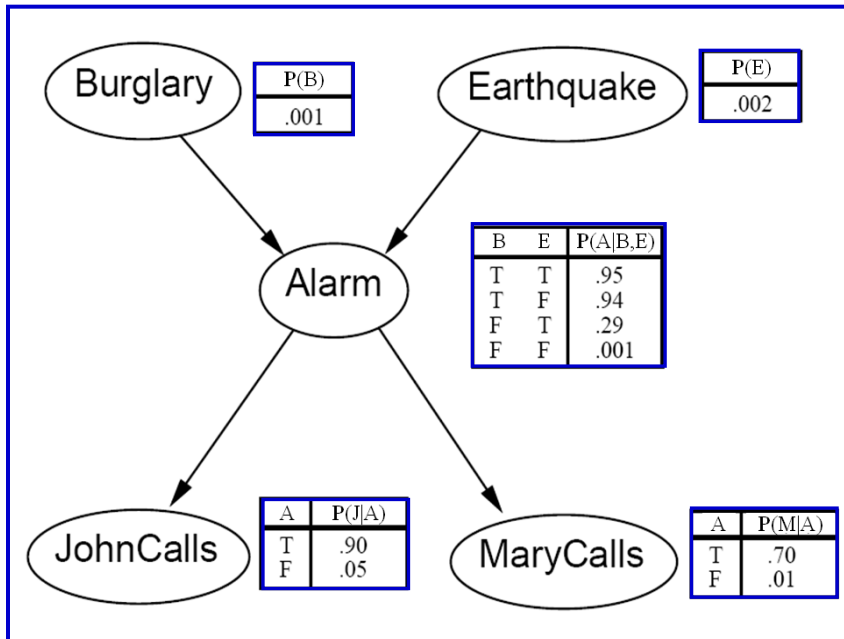 Burglary
P(B)
.001
Earthquake
P(E)
.002
Alarm
B E P(A|B,E)
T T .95
T F .94
F T .29
F F .001
JohnCalls
A P(J|A)
T .90
F .05
MaryCalls
A P(M|A)
T .70
F .01